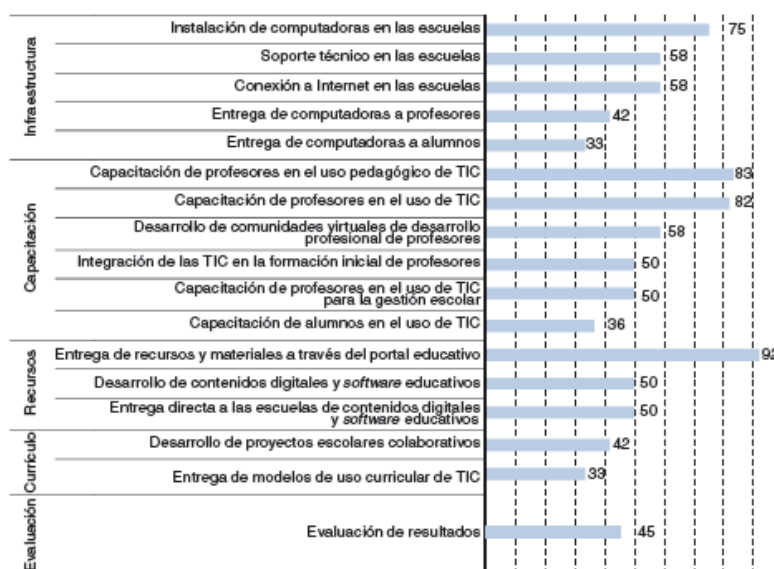 Infraestructura
Instalación de computadoras en las escuelas 75
Soporte técnico en las escuelas 58
Conexión a Internet en las escuelas 58
Entrega de computadoras a profesores 42
Entrega de computadoras a alumnos 33
Capacitación
Capacitación de profesores en el uso pedagógico de TIC 83
Capacitación de profesores en el uso de TIC 82
Desarrollo de comunidades virtuales de desarrollo
profesional de profesores 58
Integración de las TIC en la formación inicial de profesores 50
Capacitación de profesores en el uso de TIC
para la gestión escolar 50
Capacitación de alumnos en el uso de TIC 36
Recursos
Entrega de recursos y materiales a través del portal educativo 92
Desarrollo de contenidos digitales y software educativos 50
Entrega directa a las escuelas de contenidos digitales
y software educativos 50
Currículo
Desarrollo de proyectos escolares colaborativos 42
Entrega de modelos de uso curricular de TIC 33
Evaluación
Evaluación de resultados 45